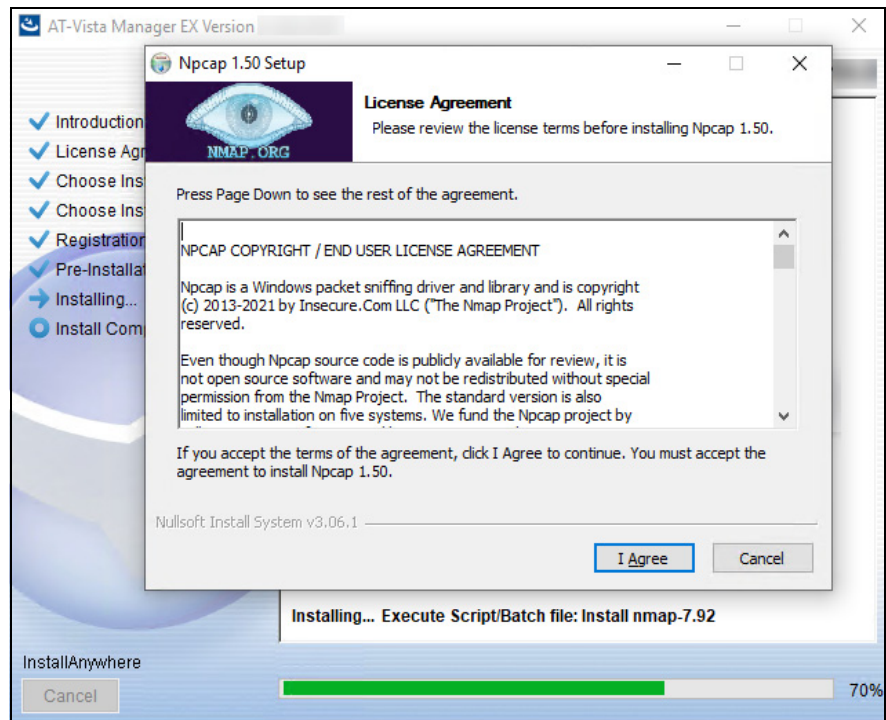 AT-Vista Manager EX Version
Npcap 1.50 Setup
NMAP.ORG
License Agreement
Please review the license terms before installing Npcap 1.50.
Introduction
License Agr
Choose Ins
Choose Ins
Registration
Pre-Installat
Installing...
Install Com
Press Page Down to see the rest of the agreement.
NPCAP COPYRIGHT / END USER LICENSE AGREEMENT
Npcap is a Windows packet sniffing driver and library and is copyright
(c) 2013-2021 by Insecure.Com LLC ("The Nmap Project").  All rights
reserved.
Even though Npcap source code is publicly available for review, it is
not open source software and may not be redistributed without special
permission from the Nmap Project.  The standard version is also
limited to installation on five systems. We fund the Npcap project by
If you accept the terms of the agreement, click I Agree to continue. You must accept the
agreement to install Npcap 1.50.
Nullsoft Install System v3.06.1
I Agree
Cancel
Installing... Execute Script/Batch file: Install nmap-7.92
InstallAnywhere
Cancel
70%